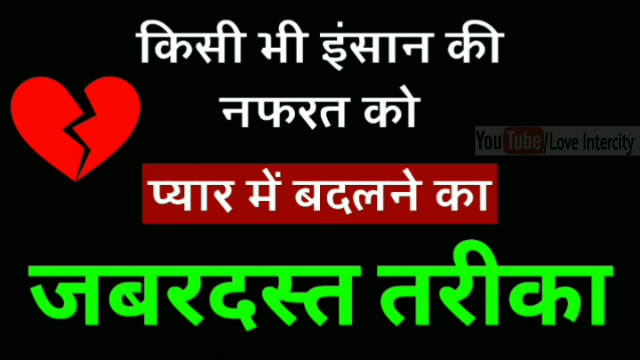 किसी भी इंसान की
नफरत को
YouTube/Love Intercity
प्यार में बदलने का
जबरदस्त तरीका